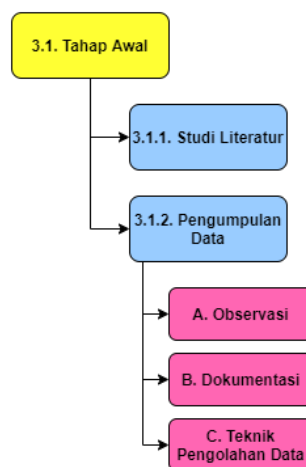 3.1. Tahap Awal
3.1.1. Studi Literatur
3.1.2. Pengumpulan
Data
A. Observasi
B. Dokumentasi
C. Teknik
Pengolahan Data